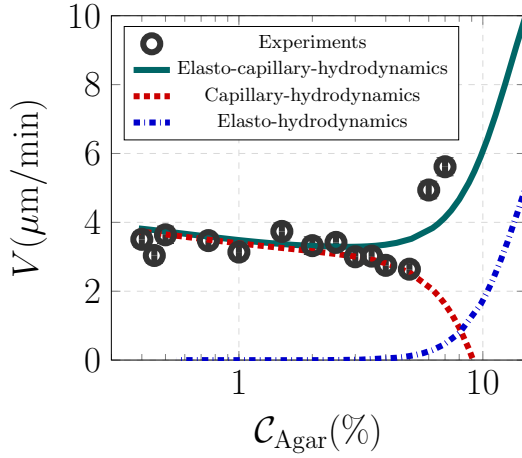 10
8
6
4
2
0
V(μm/min)
Experiments
Elasto-capillary-hydrodynamics
Capillary-hydrodynamics
Elasto-hydrodynamics
1
10
𝒞Agar(%)